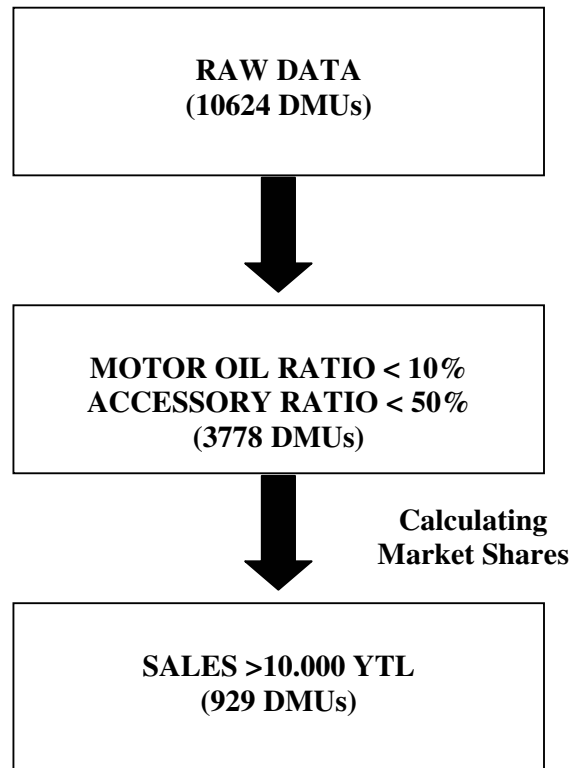 RAW DATA
(10624 DMUs)
MOTOR OIL RATIO < 10%
ACCESSORY RATIO < 50%
(3778 DMUs)
Calculating
Market Shares
SALES >10.000 YTL
(929 DMUs)